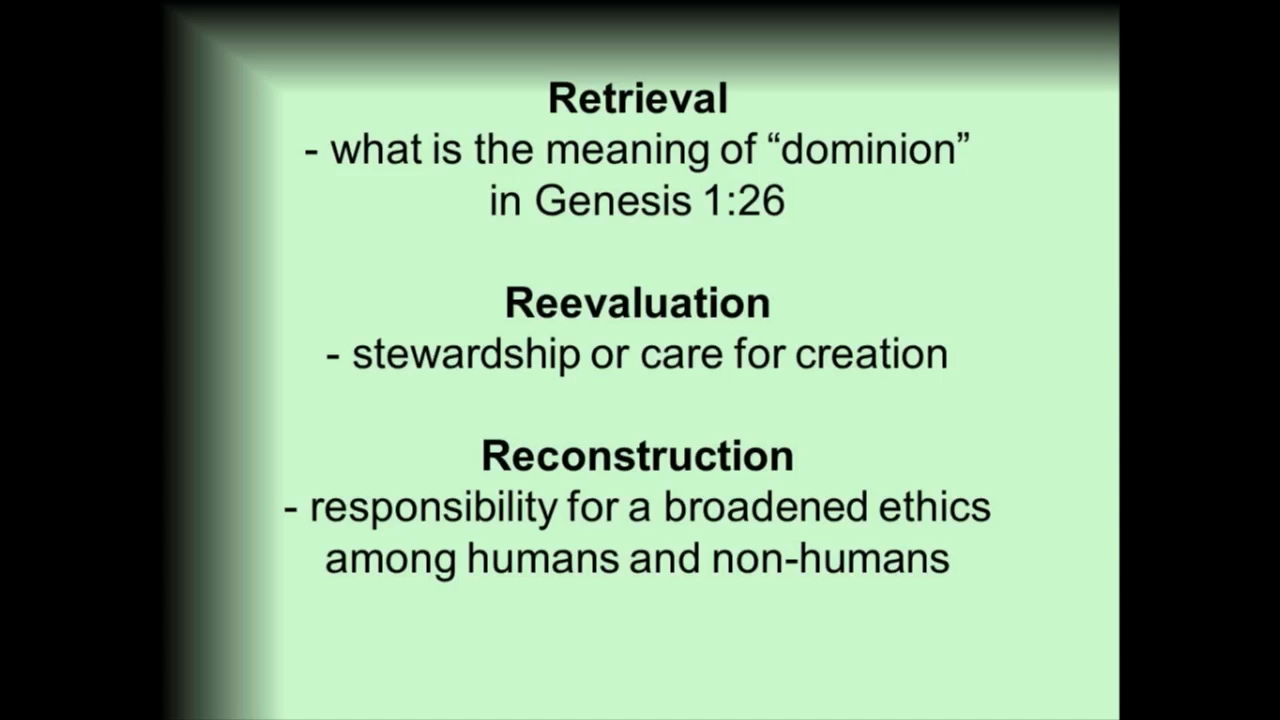 Retrieval
- what is the meaning of “dominion”
in Genesis 1:26
Reevaluation
- stewardship or care for creation
Reconstruction
- responsibility for a broadened ethics
among humans and non-humans